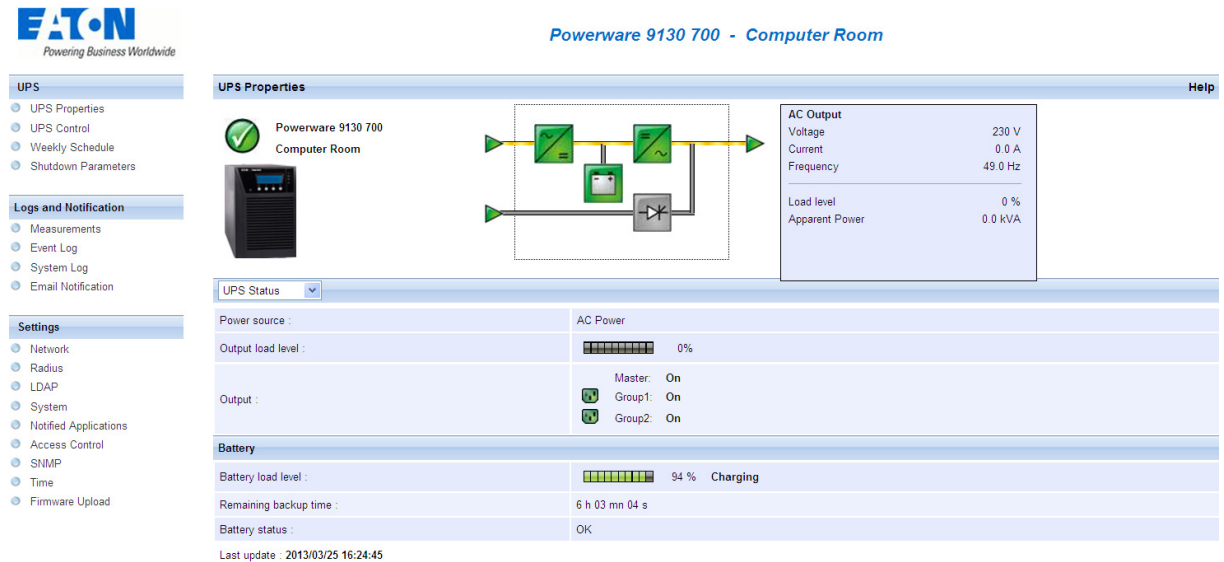 EATON
Powering Business Worldwide
Powerware 9130 700 - Computer Room
UPS
UPS Properties
UPS Control
Weekly Schedule
Shutdown Parameters
Logs and Notification
Measurements
Event Log
System Log
Email Notification
Settings
Network
Radius
LDAP
System
Notified Applications
Access Control
SNMP
Time
Firmware Upload
UPS Properties Help
Powerware 9130 700
Computer Room
AC Output
Voltage 230 V
Current 0.0 A
Frequency 49.0 Hz
Load level 0 %
Apparent Power 0.0 kVA
UPS Status
Power source : AC Power
Output load level : 0%
Output :
Master: On
Group1: On
Group2: On
Battery
Battery load level : 94 % Charging
Remaining backup time : 6 h 03 mn 04 s
Battery status : OK
Last update : 2013/03/25 16:24:45